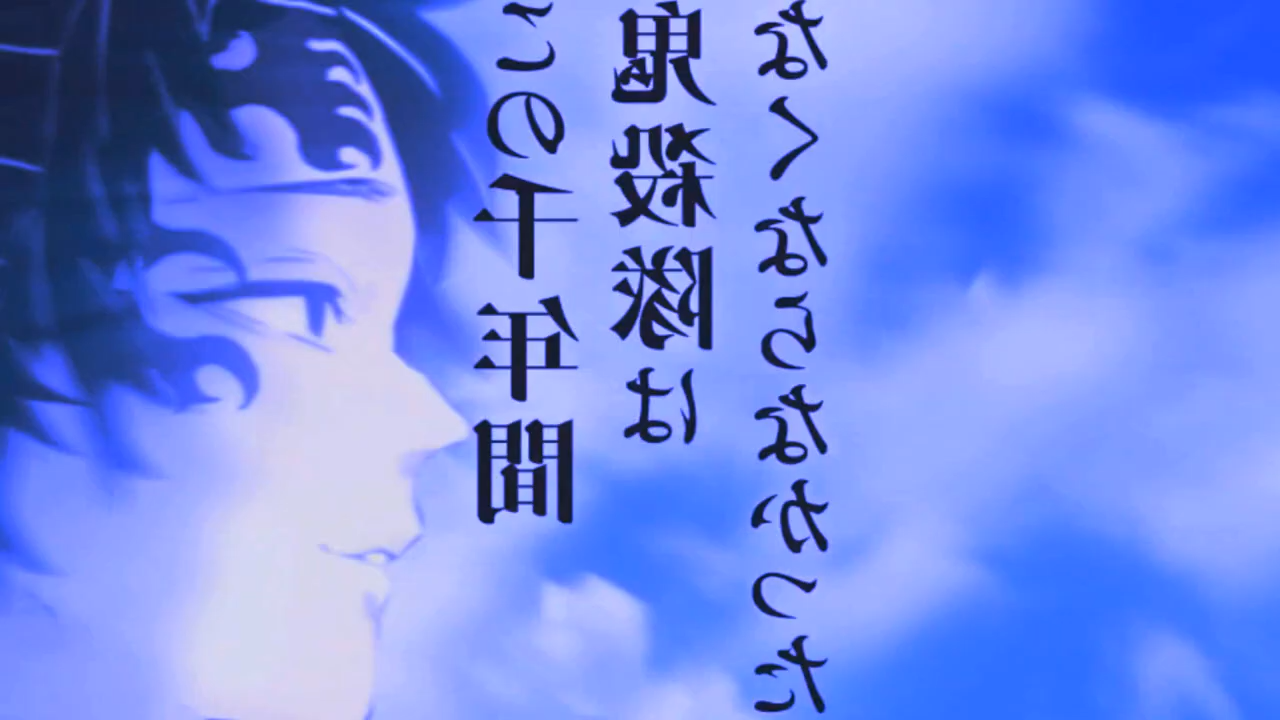 この千年間
鬼殺隊は
なくならなかった